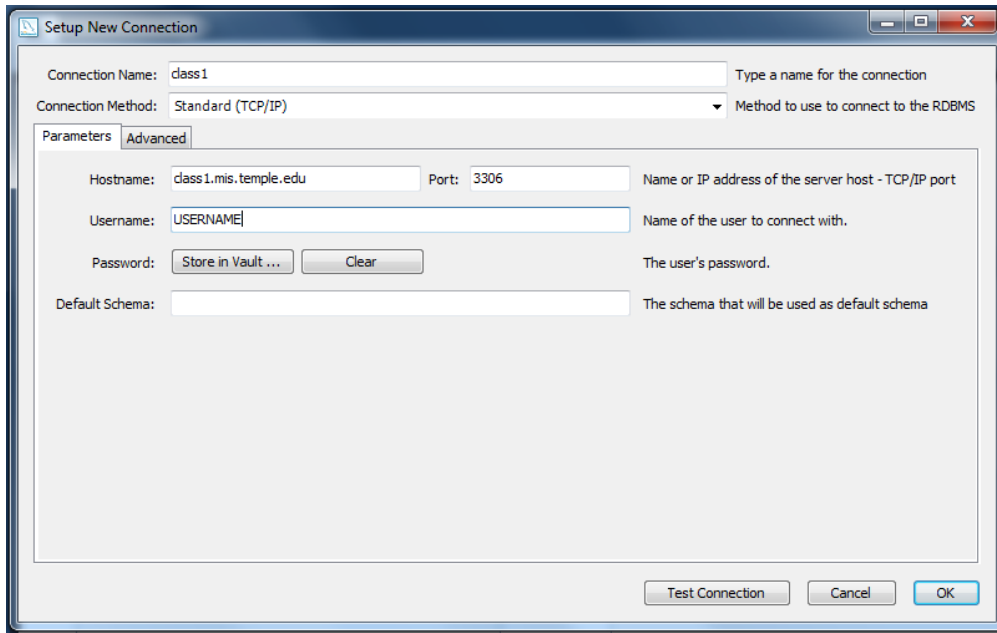 Setup New Connection
Connection Name: class1 Type a name for the connection
Connection Method: Standard (TCP/IP) Method to use to connect to the RDBMS
Parameters Advanced
Hostname: class1.mis.temple.edu Port: 3306 Name or IP address of the server host - TCP/IP port
Username: USERNAME Name of the user to connect with.
Password: Store in Vault ... Clear The user's password.
Default Schema: The schema that will be used as default schema
Test Connection Cancel OK